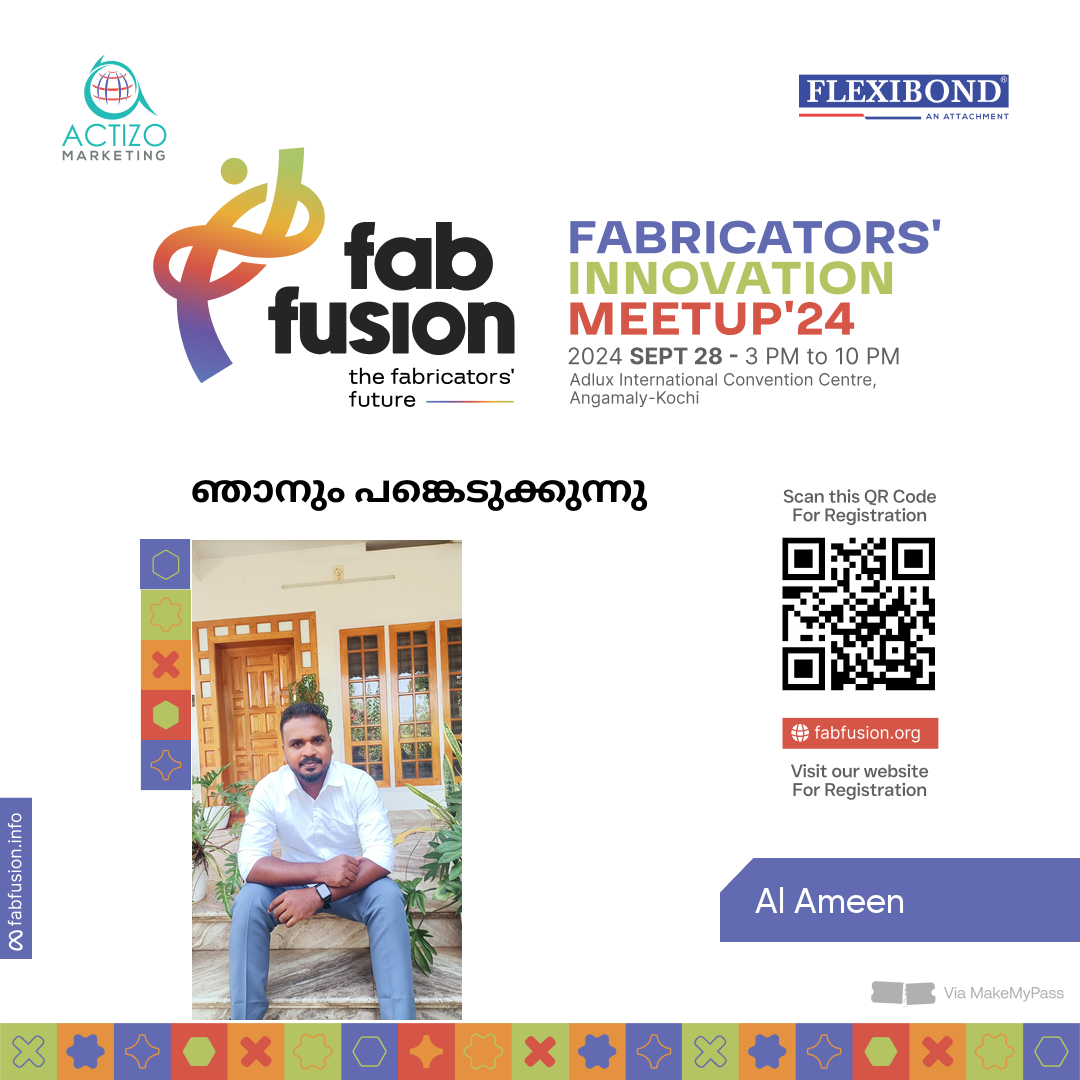 ACTIZO
MARKETING
FLEXIBOND®
AN ATTACHMENT
fab
fusion
the fabricators'
future
FABRICATORS'
INNOVATION
MEETUP'24
2024 SEPT 28 - 3 PM to 10 PM
Adlux International Convention Centre,
Angamaly-Kochi
ഞാനും പങ്കെടുക്കുന്നു
Scan this QR Code
For Registration
fabfusion.org
Visit our website
For Registration
fabfusion.info
Al Ameen
Via MakeMyPass